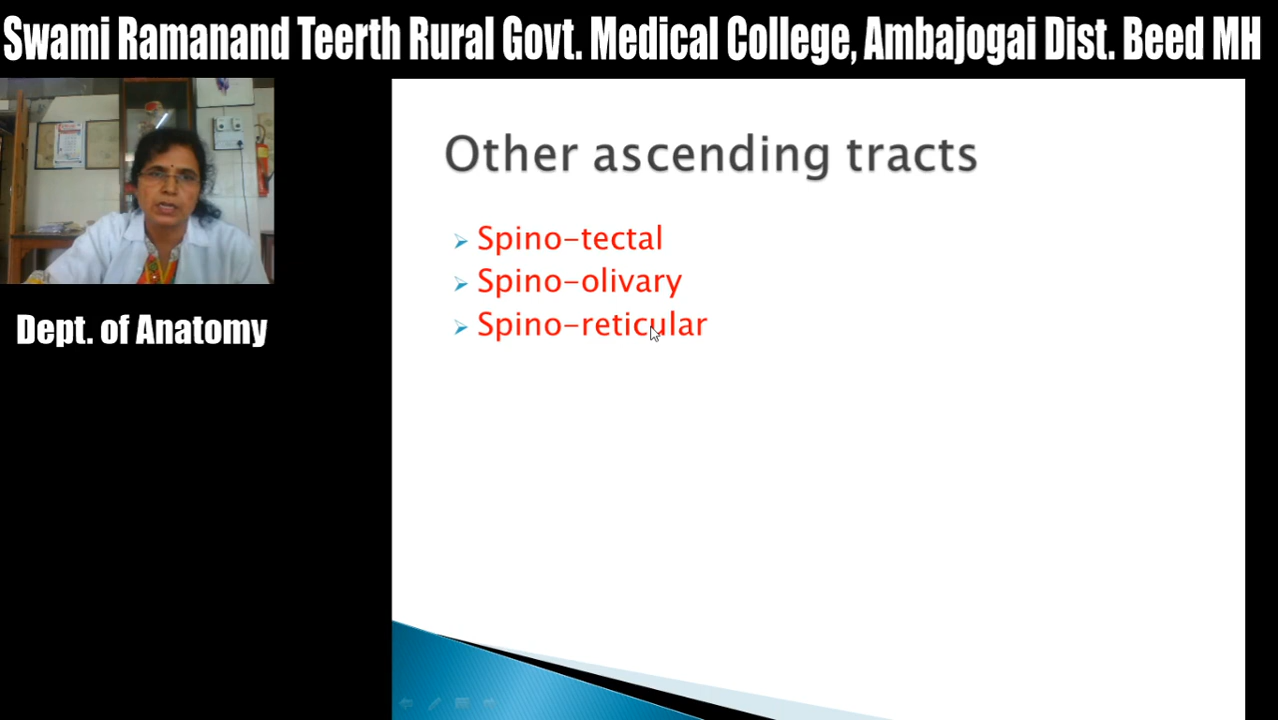 Swami Ramanand Teerth Rural Govt. Medical College, Ambajogai Dist. Beed MH
Other ascending tracts
Spino-tectal
Spino-olivary
Spino-reticular
Dept. of Anatomy